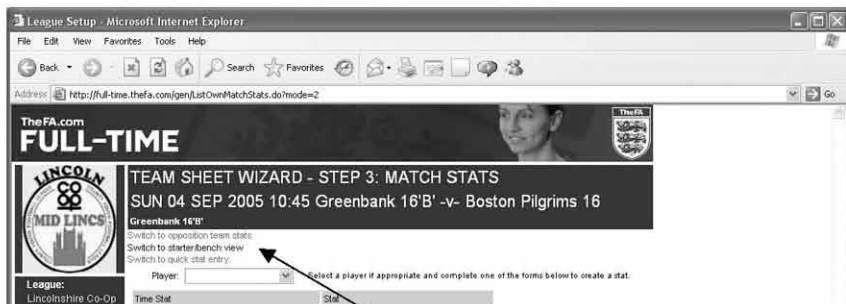 League Setup - Microsoft Internet Explorer
File Edit View Favorites Tools Help
Back Search Favorites
Address http://full-time.thefa.com/gen/ListOwnMatchStats.do?mode=2 Go
TheFA.com
FULL-TIME
TheFA
LINCOLN
CO
OP
MID LINCS
TEAM SHEET WIZARD - STEP 3: MATCH STATS
SUN 04 SEP 2005 10:45 Greenbank 16'B' -v- Boston Pilgrims 16
Greenbank 16'B'
Switch to opposition team stats
Switch to starter/bench view
Switch to quick stat entry.
Player: Select a player if appropriate and complete one of the forms below to create a stat.
League:
Lincolnshire Co-Op
Time Stat Stat